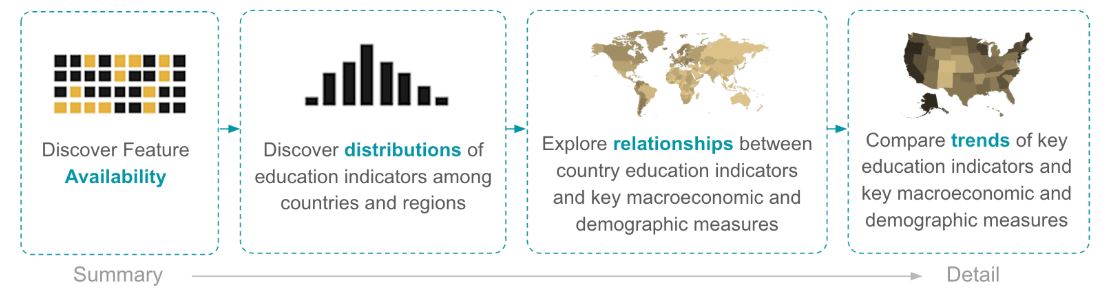 Discover Feature
Availability
Discover distributions of
education indicators among
countries and regions
Explore relationships between
country education indicators
and key macroeconomic and
demographic measures
Compare trends of key
education indicators and
key macroeconomic and
demographic measures
Summary
Detail